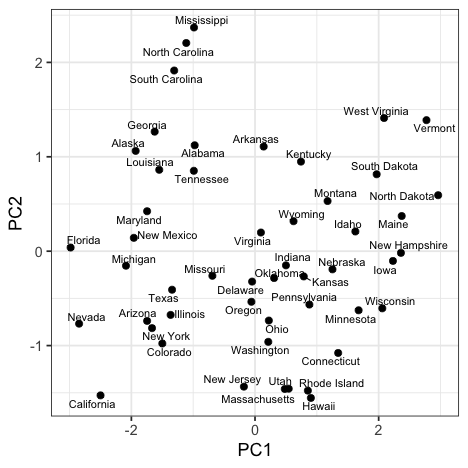 Mississippi
North Carolina
2
South Carolina
West Virginia
Vermont
Georgia
Alaska
Alabama
Arkansas
1
Louisiana
Kentucky
Tennessee
South Dakota
Montana
North Dakota
Maryland
Wyoming
Idaho
Maine
PC2
Florida
New Mexico
Virginia
New Hampshire
0
Michigan
Indiana
Nebraska
Iowa
Missouri
Oklahoma
Kansas
Delaware
Texas
Pennsylvania
Wisconsin
Nevada
Arizona
Illinois
Oregon
Minnesota
Ohio
New York
-1
Colorado
Washington
Connecticut
New Jersey
Utah
Rhode Island
California
Massachusetts
Hawaii
-2
0
2
PC1